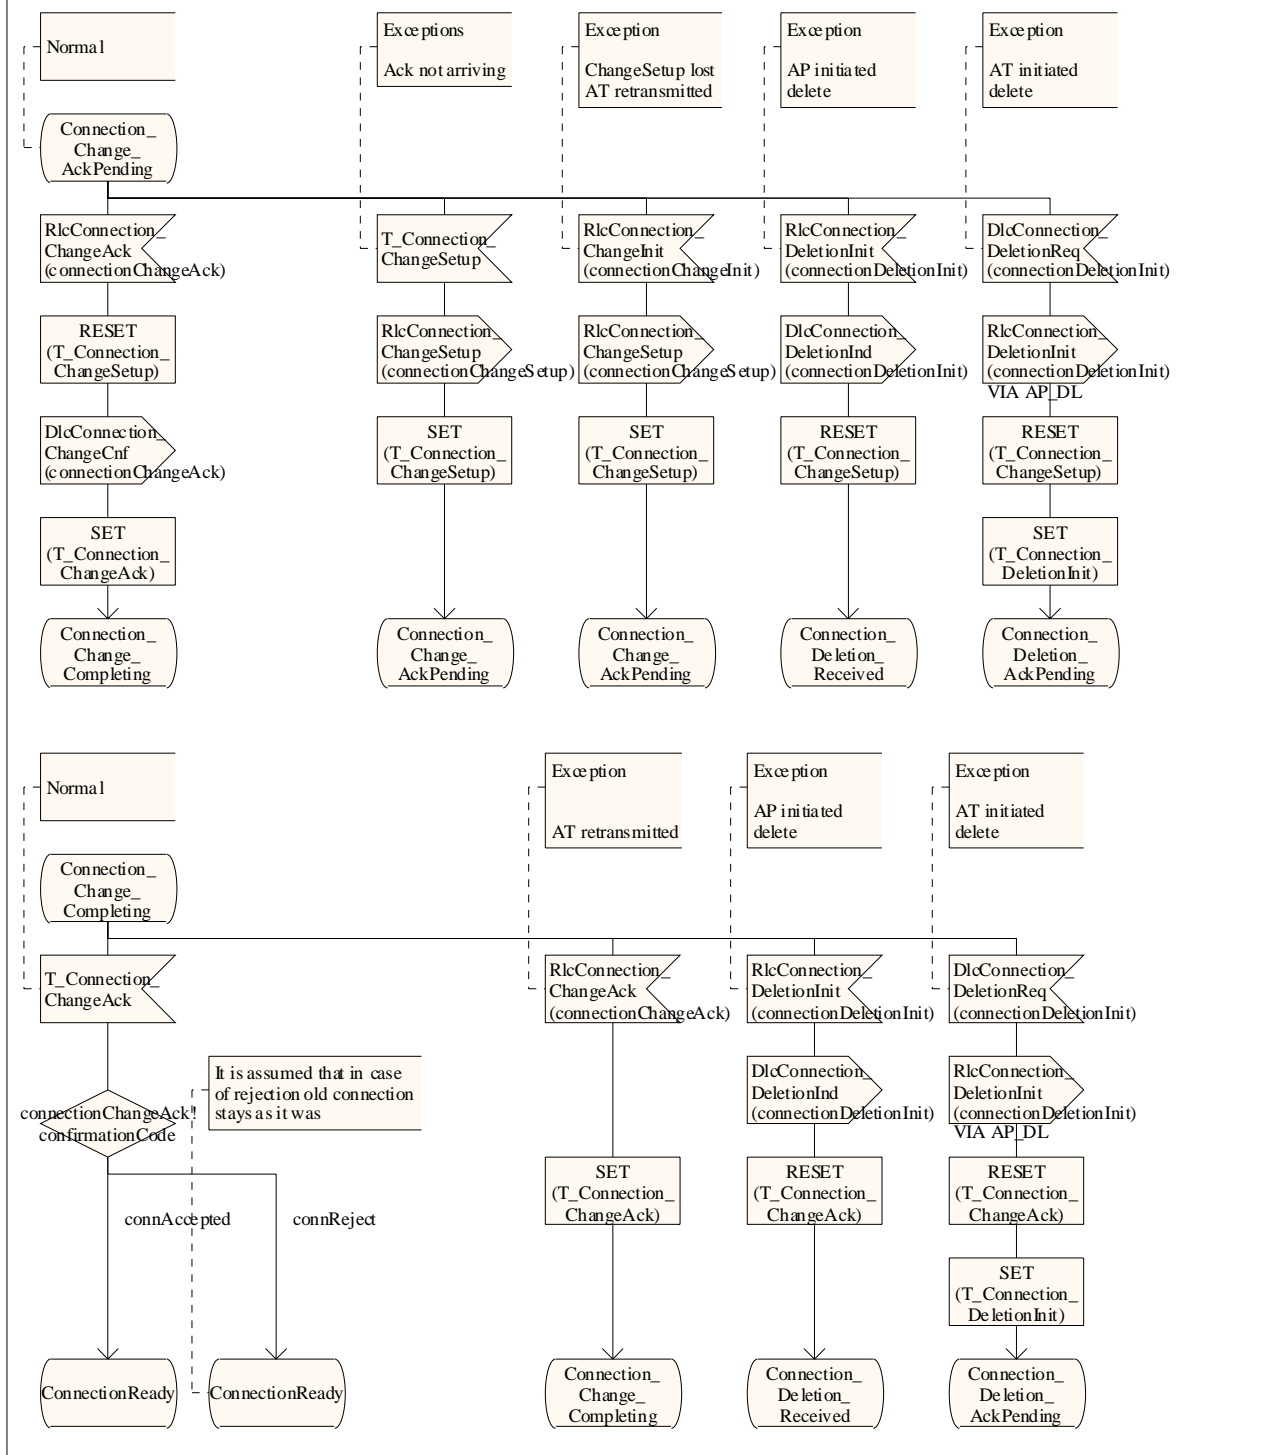 Normal
Exceptions
Ack not arriving
Exception
ChangeSetup lost
AT retransmitted
Exception
AP initiated
delete
Exception
AT initiated
delete
Connection_
Change_
AckPending
RlcConnection_
ChangeAck
(connectionChangeAck)
T_Connection_
ChangeSetup
RlcConnection_
ChangeInit
(connectionChangeInit)
RlcConnection_
DeletionInit
(connectionDeletionInit)
DlcConnection_
DeletionReq
(connectionDeletionInit)
RESET
(T_Connection_
ChangeSetup)
RlcConnection_
ChangeSetup
(connectionChangeSetup)
RlcConnection_
ChangeSetup
(connectionChangeSetup)
DlcConnection_
DeletionInd
(connectionDeletionInit)
RlcConnection_
DeletionInit
(connectionDeletionInit)
VIA AP_DL
DlcConnection_
ChangeCnf
(connectionChangeAck)
SET
(T_Connection_
ChangeSetup)
SET
(T_Connection_
ChangeSetup)
RESET
(T_Connection_
ChangeSetup)
RESET
(T_Connection_
ChangeSetup)
SET
(T_Connection_
ChangeAck)
SET
(T_Connection_
DeletionInit)
Connection_
Change_
Completing
Connection_
Change_
AckPending
Connection_
Change_
AckPending
Connection_
Deletion_
Received
Connection_
Deletion_
AckPending
Normal
Exception
AT retransmitted
Exception
AP initiated
delete
Exception
AT initiated
delete
Connection_
Change_
Completing
T_Connection_
ChangeAck
RlcConnection_
ChangeAck
(connectionChangeAck)
RlcConnection_
DeletionInit
(connectionDeletionInit)
DlcConnection_
DeletionReq
(connectionDeletionInit)
connectionChangeAck!
confirmationCode
It is assumed that in case
of rejection old connection
stays as it was
DlcConnection_
DeletionInd
(connectionDeletionInit)
RlcConnection_
DeletionInit
(connectionDeletionInit)
VIA AP_DL
connAccepted
connReject
SET
(T_Connection_
ChangeAck)
RESET
(T_Connection_
ChangeAck)
RESET
(T_Connection_
ChangeAck)
SET
(T_Connection_
DeletionInit)
ConnectionReady
ConnectionReady
Connection_
Change_
Completing
Connection_
Deletion_
Received
Connection_
Deletion_
AckPending